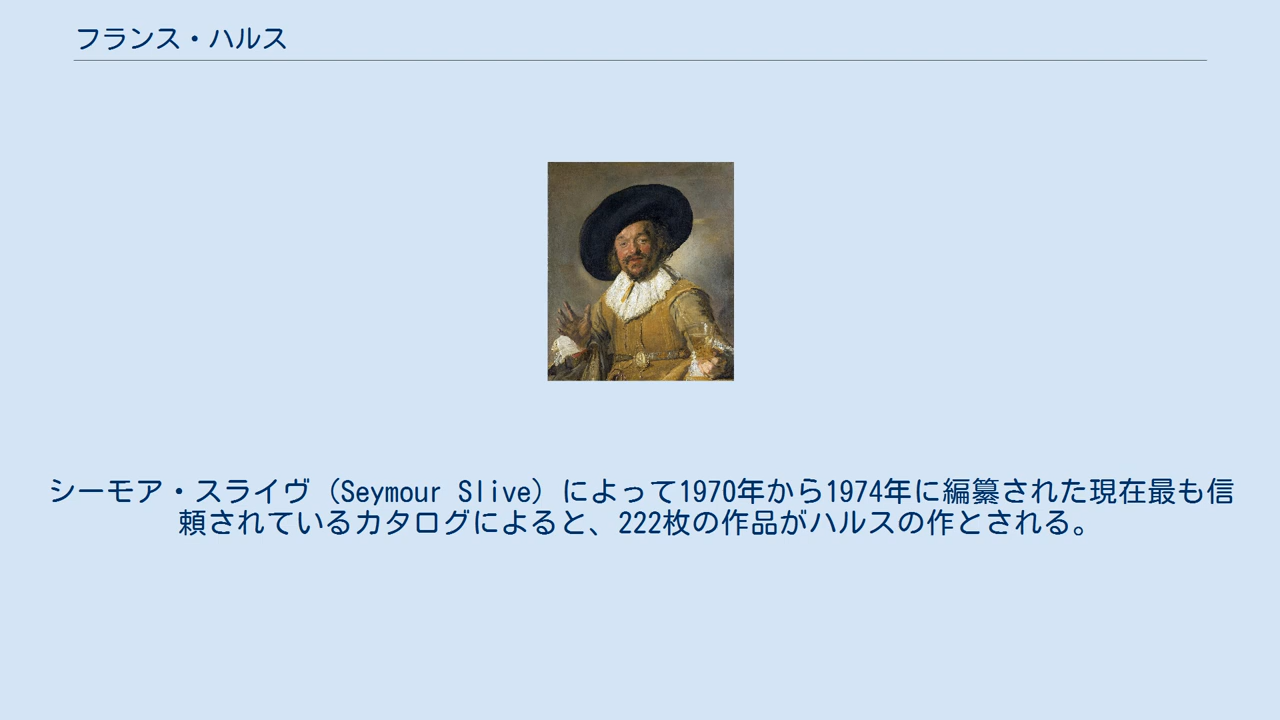 フランス・ハルス
シーモア・スライヴ（Seymour Slive）によって1970年から1974年に編纂された現在最も信
頼されているカタログによると、222枚の作品がハルスの作とされる。